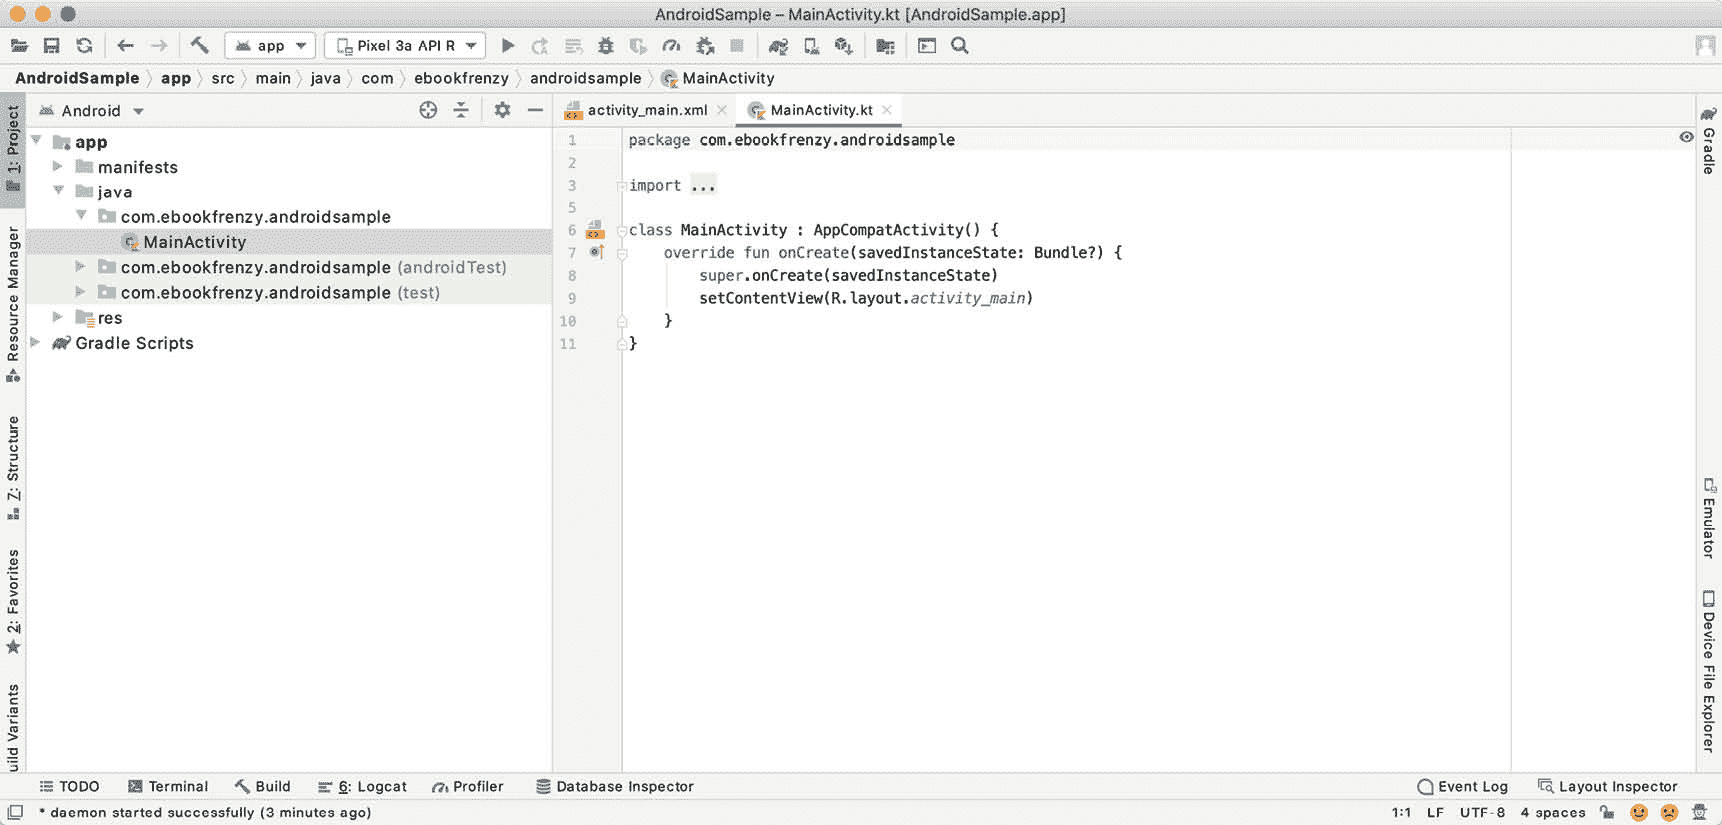 AndroidSample – MainActivity.kt [AndroidSample.app]
app Pixel 3a API R
AndroidSample app src main java com ebookfrenzy androidsample MainActivity
1: Project
Resource Manager
7: Structure
2: Favorites
uild Variants
Android
app
manifests
java
com.ebookfrenzy.androidsample
MainActivity
com.ebookfrenzy.androidsample (androidTest)
com.ebookfrenzy.androidsample (test)
res
Gradle Scripts
activity_main.xml MainActivity.kt
1 package com.ebookfrenzy.androidsample
2
3 import ...
5
6 class MainActivity : AppCompatActivity() {
7 override fun onCreate(savedInstanceState: Bundle?) {
8 super.onCreate(savedInstanceState)
9 setContentView(R.layout.activity_main)
10 }
11 }
Gradle
Emulator
Device File Explorer
TODO Terminal Build 6: Logcat Profiler Database Inspector Event Log Layout Inspector
* daemon started successfully (3 minutes ago) 1:1 LF UTF-8 4 spaces